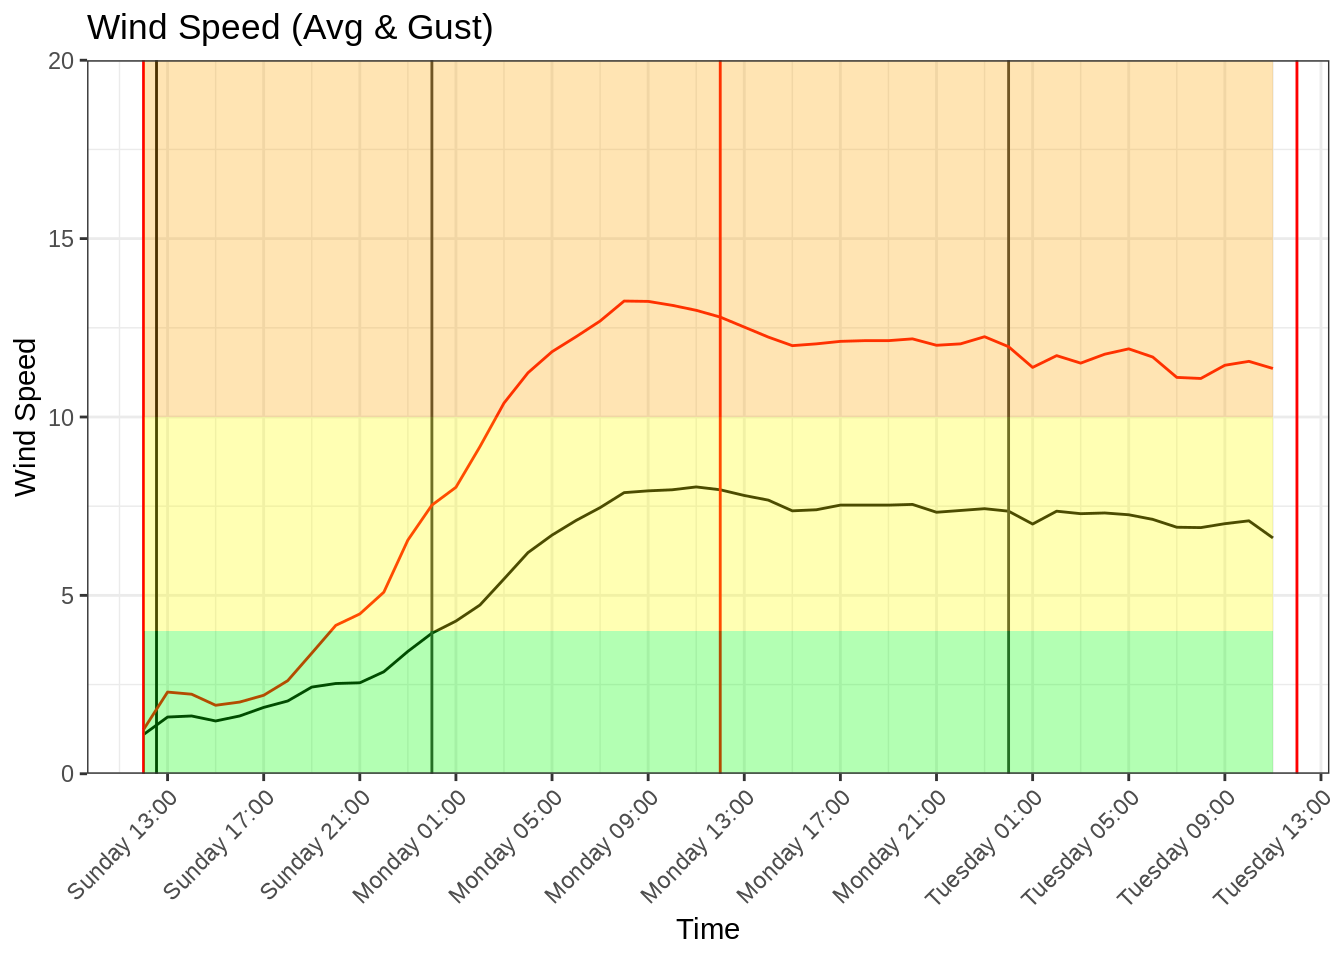 Wind Speed (Avg & Gust)
20
15
10
5
0
Wind Speed
Sunday 13:00
Sunday 17:00
Sunday 21:00
Monday 01:00
Monday 05:00
Monday 09:00
Monday 13:00
Monday 17:00
Monday 21:00
Tuesday 01:00
Tuesday 05:00
Tuesday 09:00
Tuesday 13:00
Time